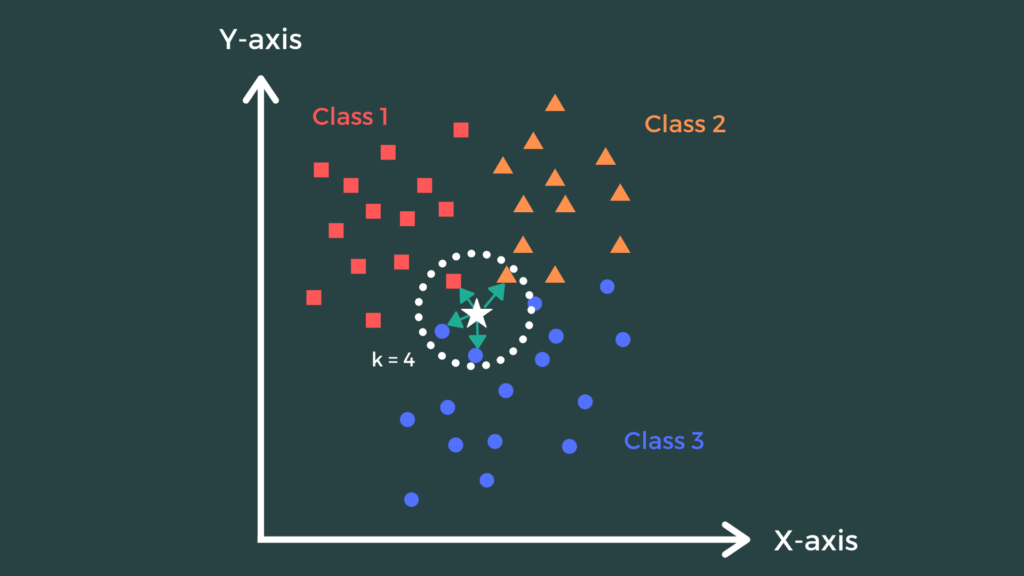 Y-axis
Class 1
Class 2
k = 4
Class 3
X-axis